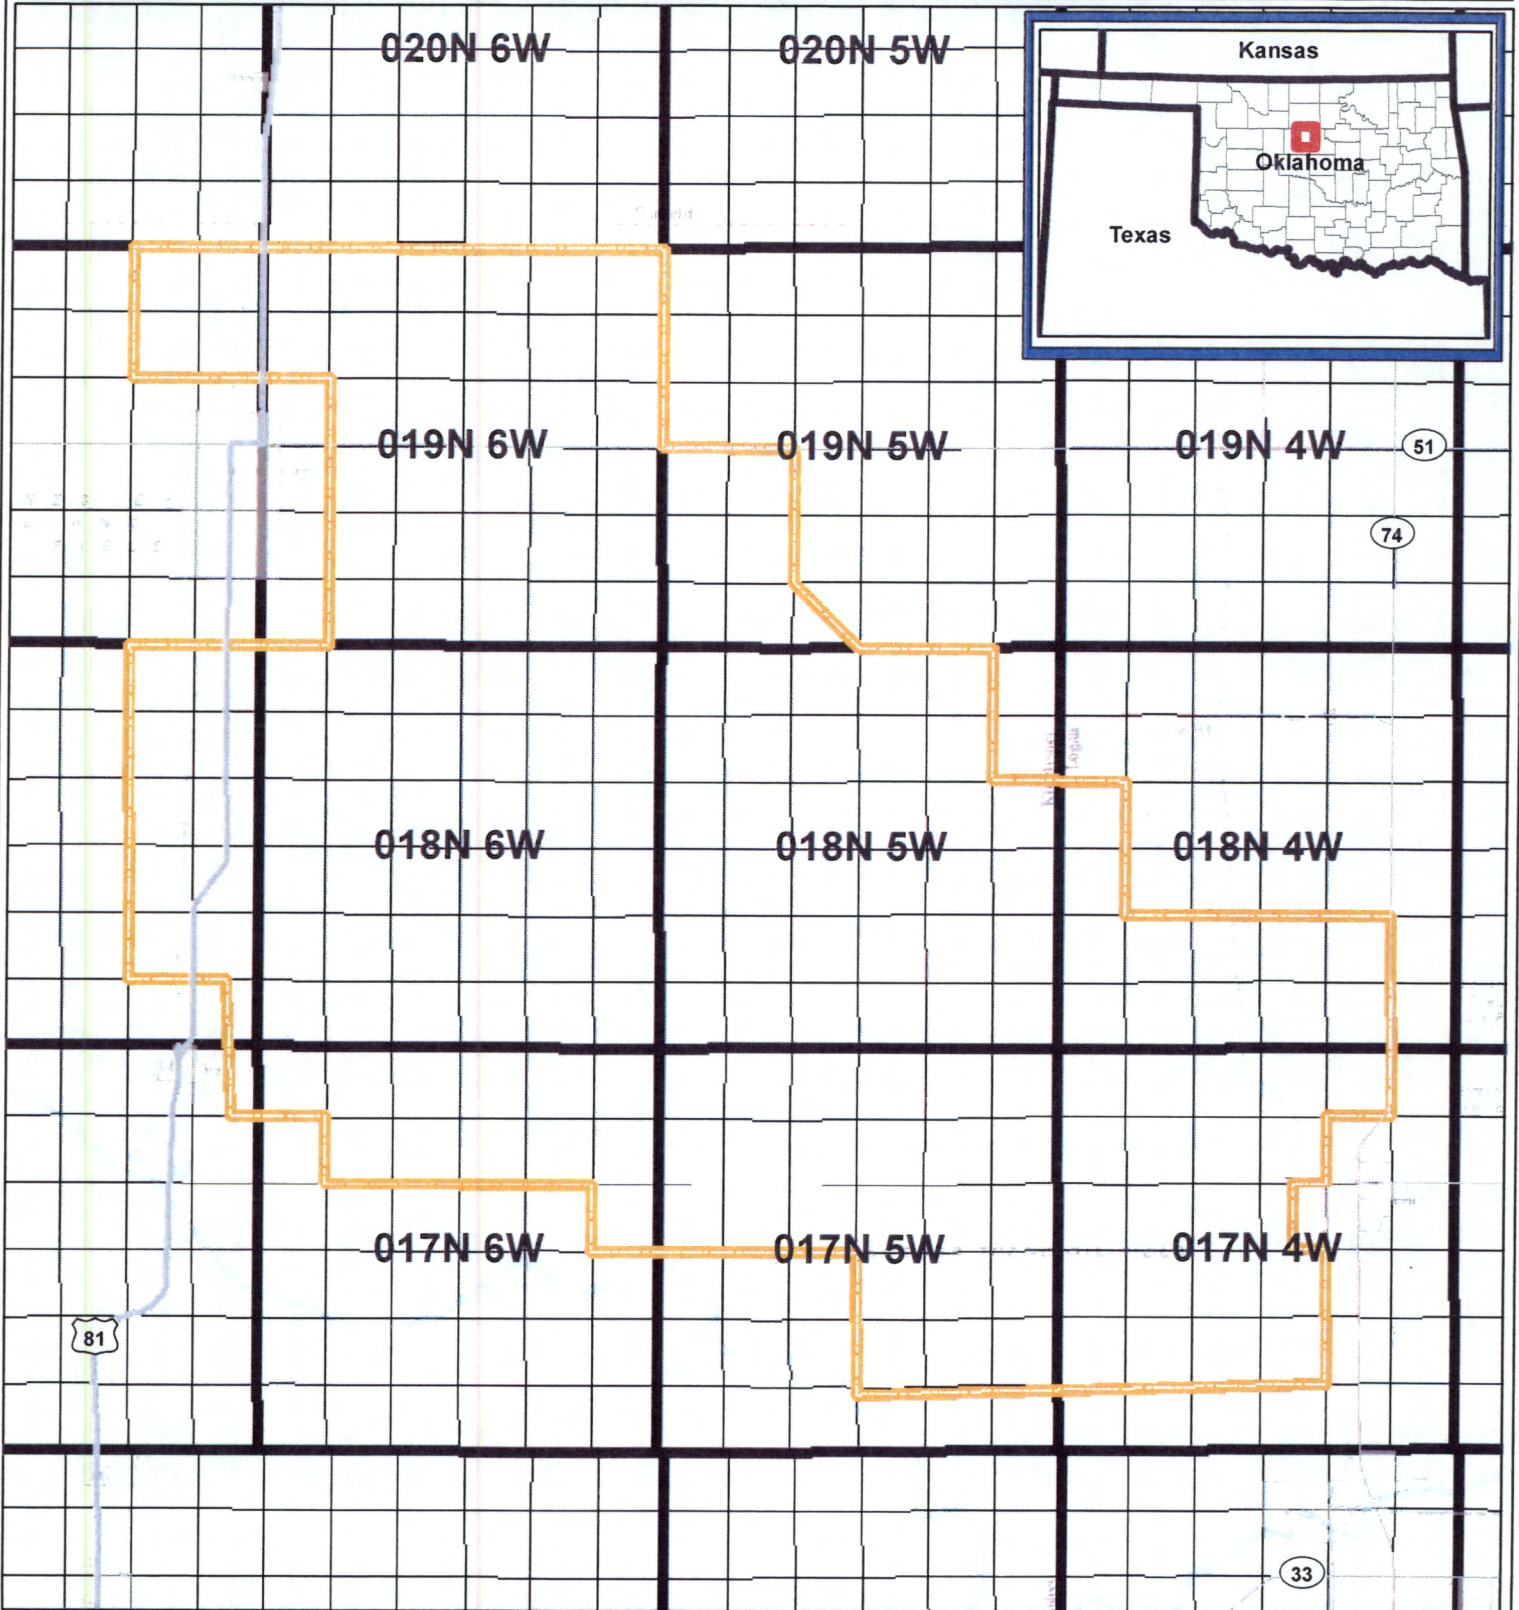 020N 6W
020N 5W
Kansas
Oklahoma
Texas
019N 6W
019N 5W
019N 4W
51
74
018N 6W
018N 5W
018N 4W
017N 6W
017N 5W
017N 4W
81
33